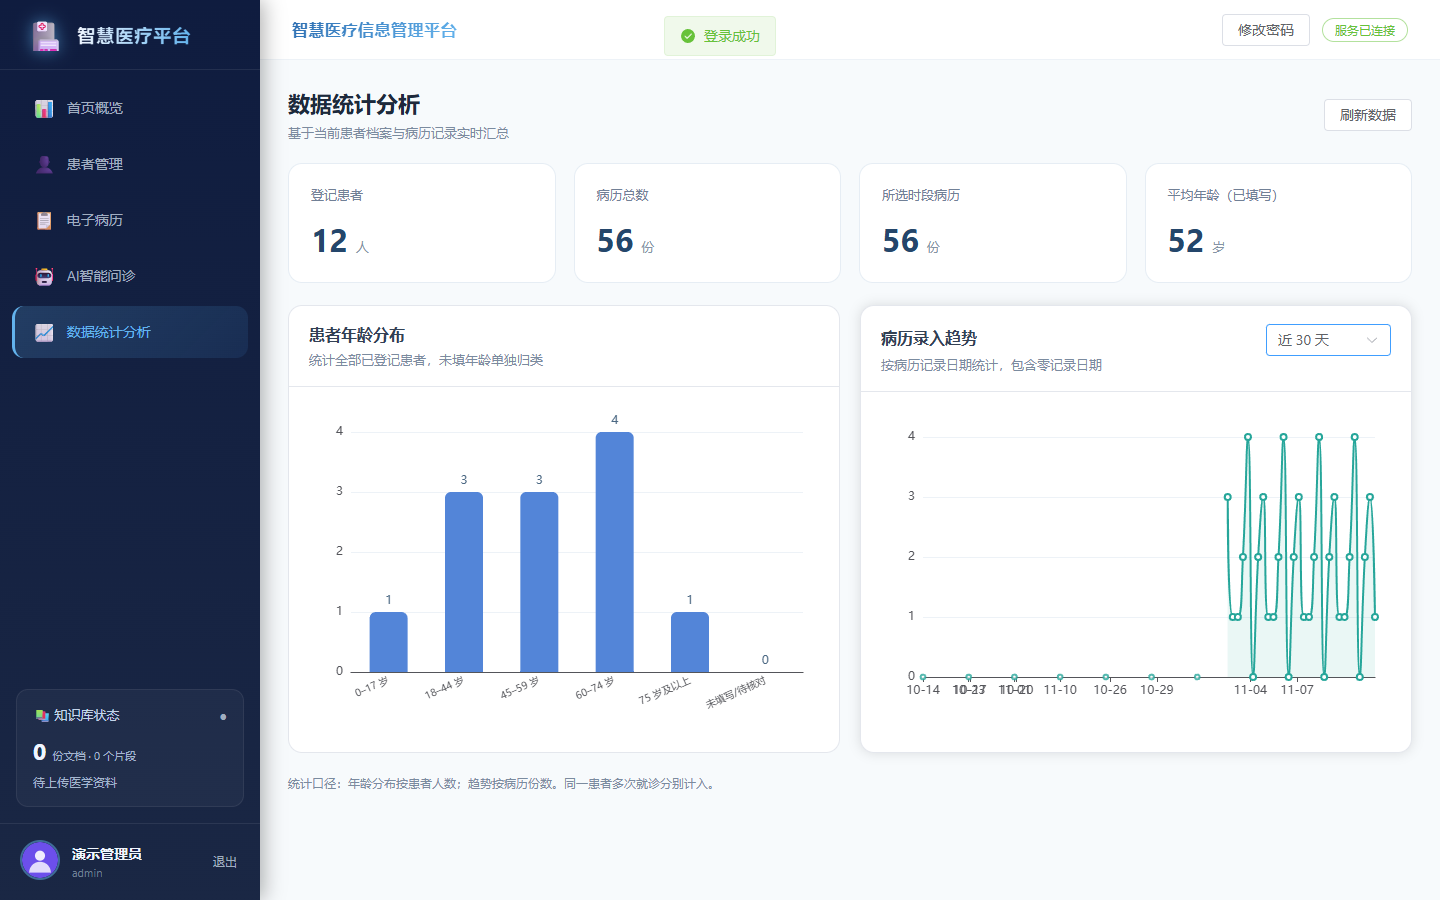 智慧医疗平台
首页概览
患者管理
电子病历
AI智能问诊
数据统计分析
知识库状态
0 份文档 · 0 个片段
待上传医学资料
演示管理员
admin
退出
智慧医疗信息管理平台
登录成功
修改密码
服务已连接
数据统计分析
基于当前患者档案与病历记录实时汇总
刷新数据
登记患者
12 人
病历总数
56 份
所选时段病历
56 份
平均年龄（已填写）
52 岁
患者年龄分布
统计全部已登记患者，未填年龄单独归类
4
3
2
1
0
1
3
3
4
1
0
0–17 岁
18–44 岁
45–59 岁
60–74 岁
75 岁及以上
未填写/待核对
病历录入趋势
按病历记录日期统计，包含零记录日期
近 30 天
4
3
2
1
0
10-14
11-10
10-26
10-29
11-04
11-07
统计口径：年龄分布按患者人数；趋势按病历份数。同一患者多次就诊分别计入。